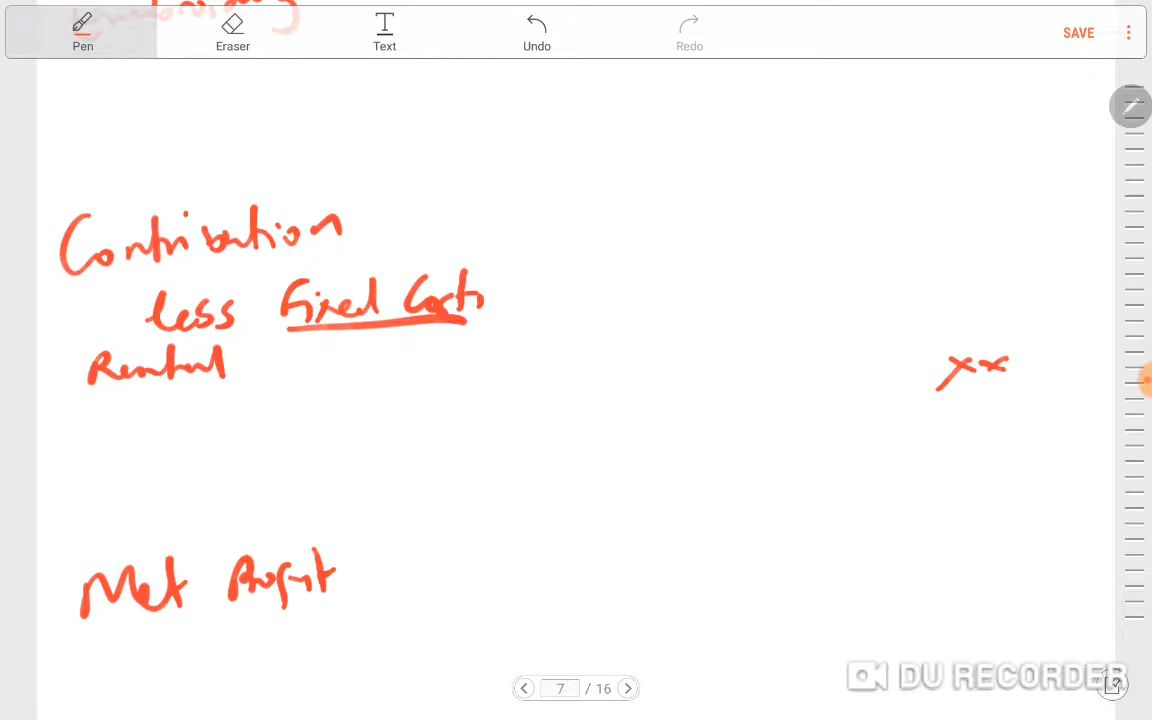 Pen Eraser Text Undo Redo SAVE
Contribution
less Fixed Costs
Rental xx
Net Profit
7 / 16
DU RECORDER